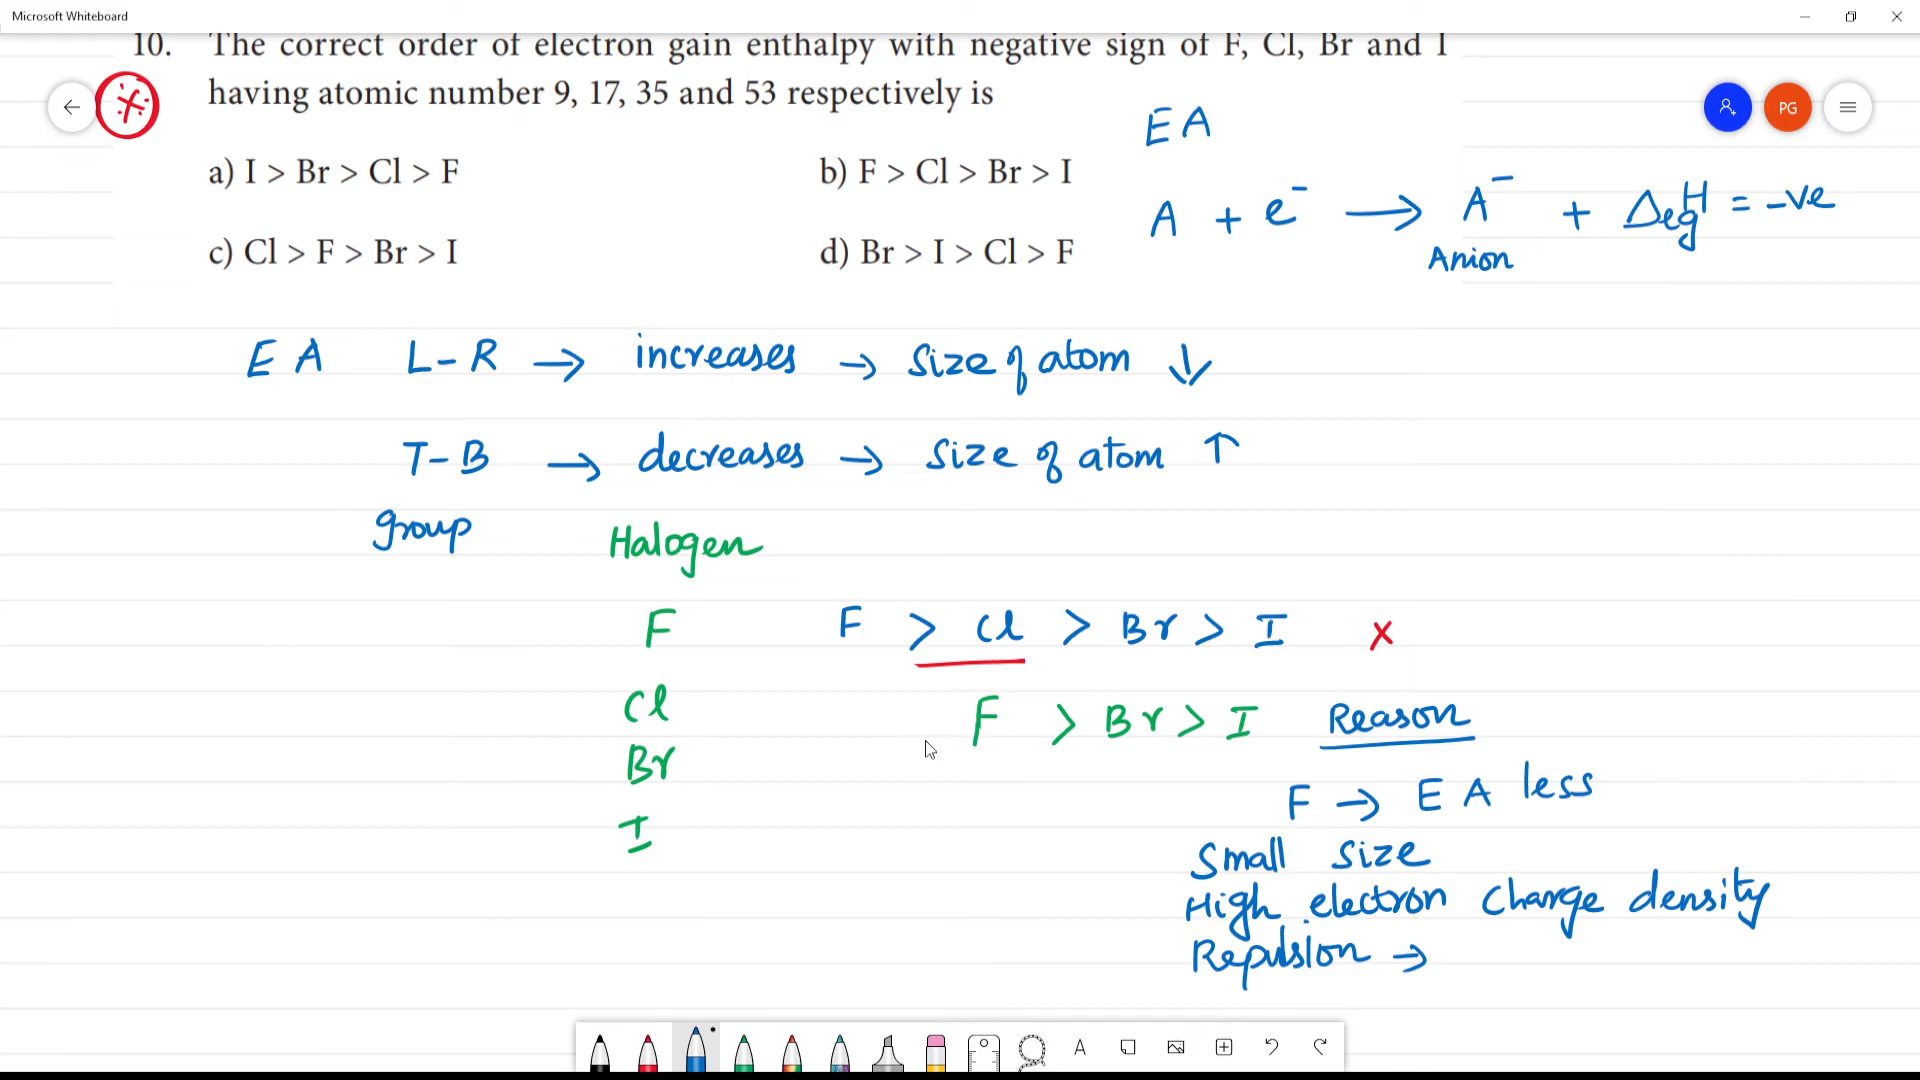 Microsoft Whiteboard
10. The correct order of electron gain enthalpy with negative sign of F, Cl, Br and I
having atomic number 9, 17, 35 and 53 respectively is
a) I > Br > Cl > F
b) F > Cl > Br > I
c) Cl > F > Br > I
d) Br > I > Cl > F
PG
EA
A + e⁻ → A⁻ + ΔegH = -ve
Anion
EA L-R → increases → Size of atom ↓
T-B → decreases → Size of atom ↑
group
Halogen
F
Cl
Br
I
F > Cl > Br > I ×
F > Br > I
Reason
F → EA less
Small size
High electron charge density
Repulsion →
A